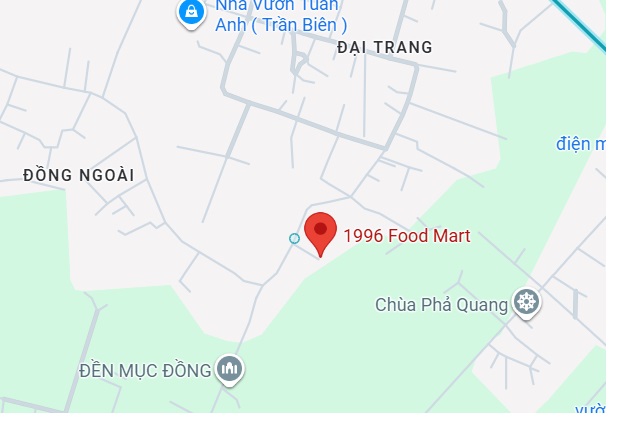 Nhà Vườn Tuấn
Anh ( Trần Biên )
ĐẠI TRANG
điện m
ĐỒNG NGOÀI
1996 Food Mart
Chùa Phả Quang
ĐỀN MỤC ĐỒNG
vườ